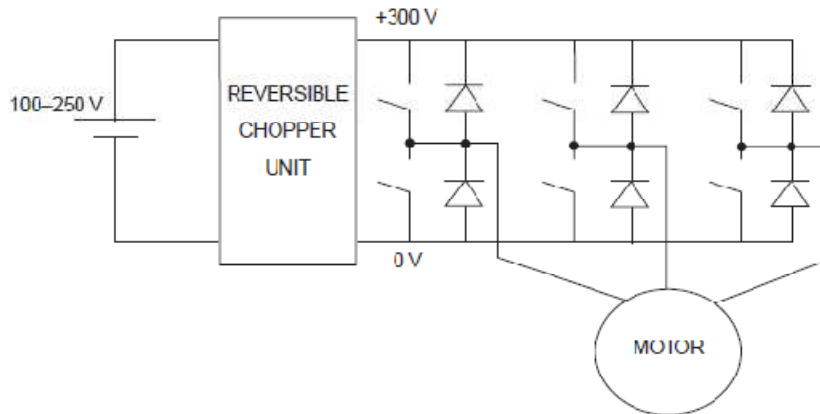 +300 V
100–250 V
REVERSIBLE
CHOPPER
UNIT
0 V
MOTOR